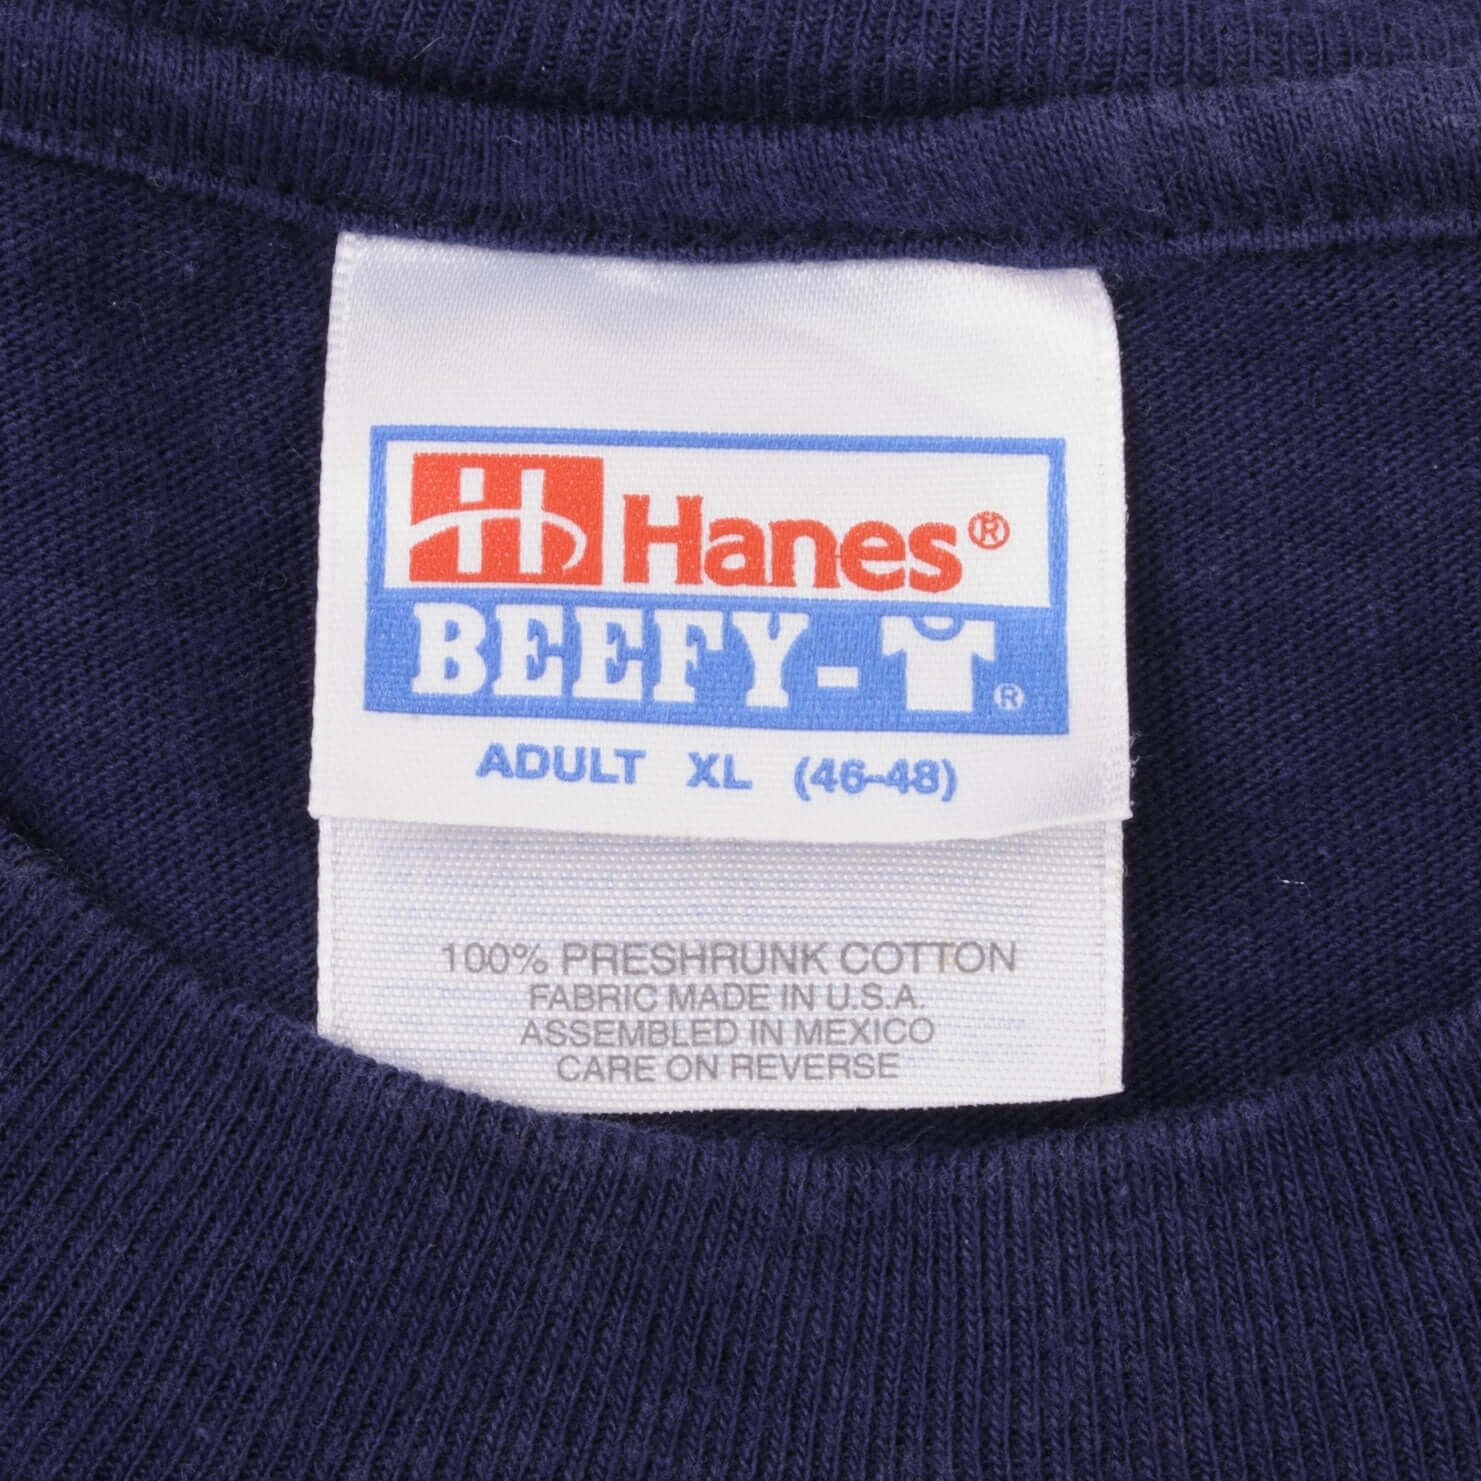 H Hanes®
BEEFY-T®
ADULT XL (46-48)
100% PRESHRUNK COTTON
FABRIC MADE IN U.S.A.
ASSEMBLED IN MEXICO
CARE ON REVERSE